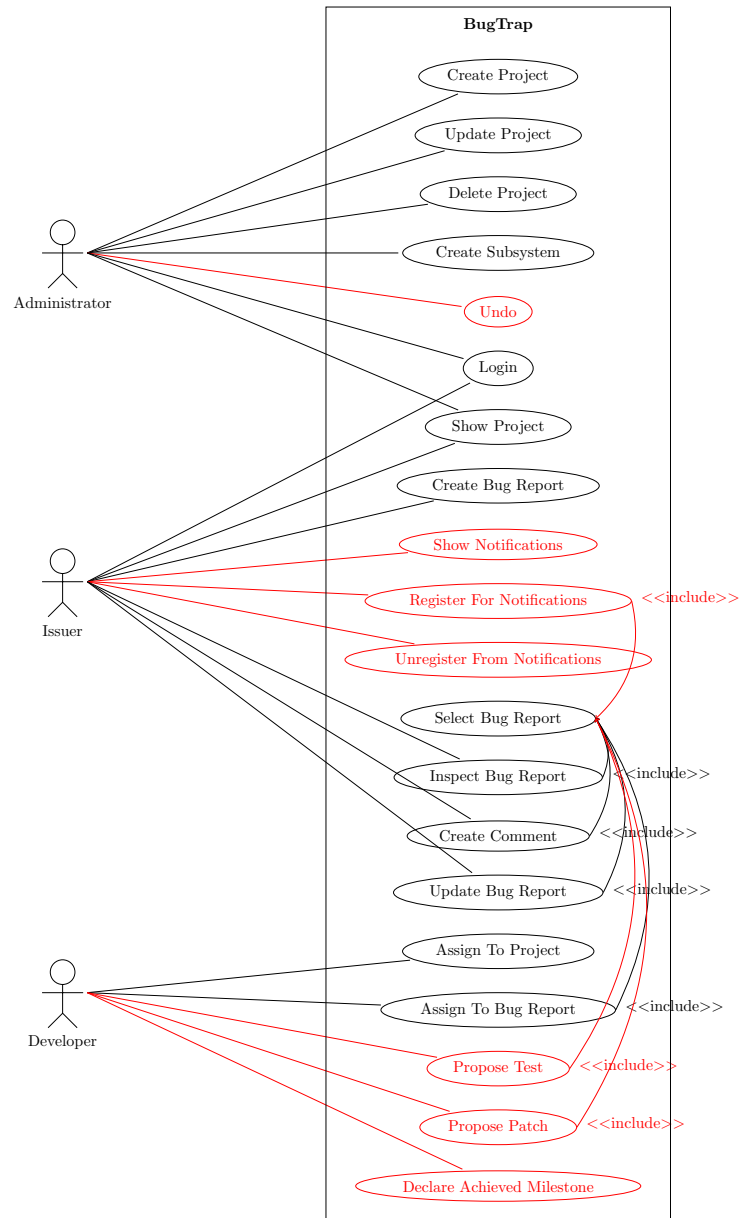 BugTrap
Create Project
Update Project
Delete Project
Create Subsystem
Administrator
Undo
Login
Show Project
Create Bug Report
Show Notifications
Register For Notifications <<include>>
Issuer
Unregister From Notifications
Select Bug Report
Inspect Bug Report <<include>>
Create Comment <<include>>
Update Bug Report <<include>>
Assign To Project
Assign To Bug Report <<include>>
Developer
Propose Test <<include>>
Propose Patch <<include>>
Declare Achieved Milestone